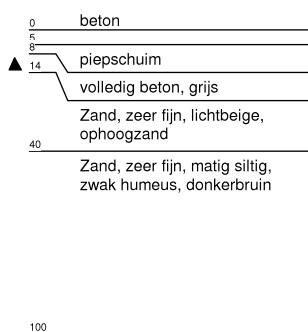 0 beton
5
8 piepschuim
14 volledig beton, grijs
Zand, zeer fijn, lichtbeige,
ophoogzand
40
Zand, zeer fijn, matig siltig,
zwak humeus, donkerbruin
100